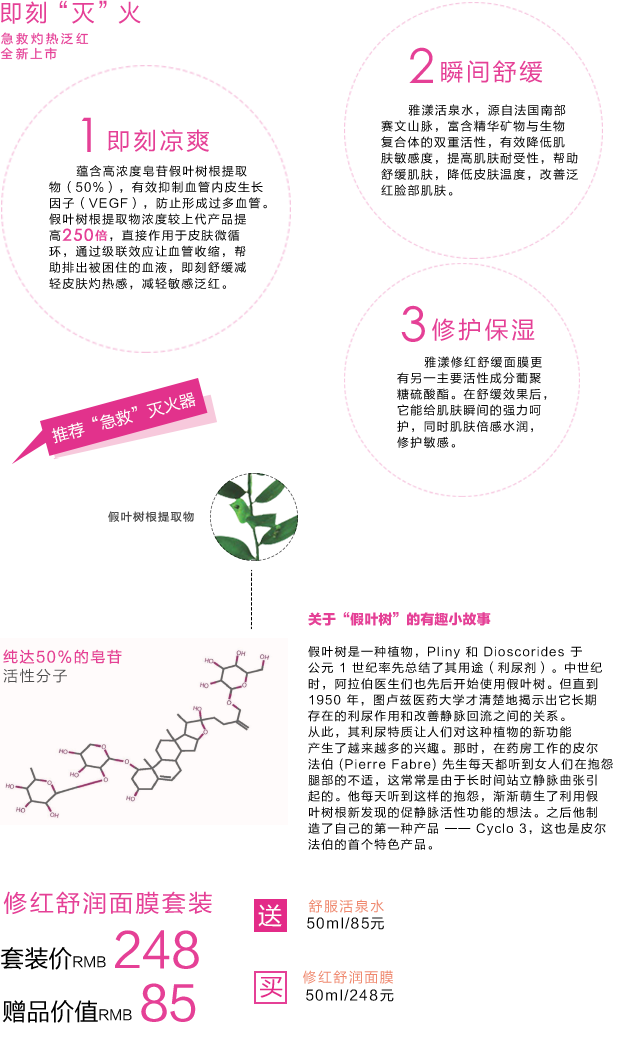 即刻“灭”火
急救灼热泛红
全新上市
1 即刻凉爽
蕴含高浓度皂苷假叶树根提取
物（50%），有效抑制血管内皮生长
因子（VEGF），防止形成过多血管。
假叶树根提取物浓度较上代产品提
高250倍，直接作用于皮肤微循
环，通过级联效应让血管收缩，帮
助排出被困住的血液，即刻舒缓减
轻皮肤灼热感，减轻敏感泛红。
2 瞬间舒缓
雅漾活泉水，源自法国南部
赛文山脉，富含精华矿物与生物
复合体的双重活性，有效降低肌
肤敏感度，提高肌肤耐受性，帮助
舒缓肌肤，降低皮肤温度，改善泛
红脸部肌肤。
3 修护保湿
雅漾修红舒缓面膜更
有另一主要活性成分葡聚
糖硫酸酯。在舒缓效果后，
它能给肌肤瞬间的强力呵
护，同时肌肤倍感水润，
修护敏感。
推荐“急救”灭火器
假叶树根提取物
纯达50%的皂苷
活性分子
OH
OH
HO
HO
O
O
HO
O
O
HO
O
O
O
HO
O
HO
O
HO
HO
OH
关于“假叶树”的有趣小故事
假叶树是一种植物，Pliny 和 Dioscorides 于
公元 1 世纪率先总结了其用途（利尿剂）。中世纪
时，阿拉伯医生们也先后开始使用假叶树。但直到
1950 年，图卢兹医药大学才清楚地揭示出它长期
存在的利尿作用和改善静脉回流之间的关系。
从此，其利尿特质让人们对这种植物的新功能
产生了越来越多的兴趣。那时，在药房工作的皮尔
法伯 (Pierre Fabre) 先生每天都听到女人们在抱怨
腿部的不适，这常常是由于长时间站立静脉曲张引
起的。他每天听到这样的抱怨，渐渐萌生了利用假
叶树根新发现的促静脉活性功能的想法。之后他制
造了自己的第一种产品 —— Cyclo 3，这也是皮尔
法伯的首个特色产品。
修红舒润面膜套装
套装价RMB 248
赠品价值RMB 85
送
舒服活泉水
50ml/85元
买
修红舒润面膜
50ml/248元